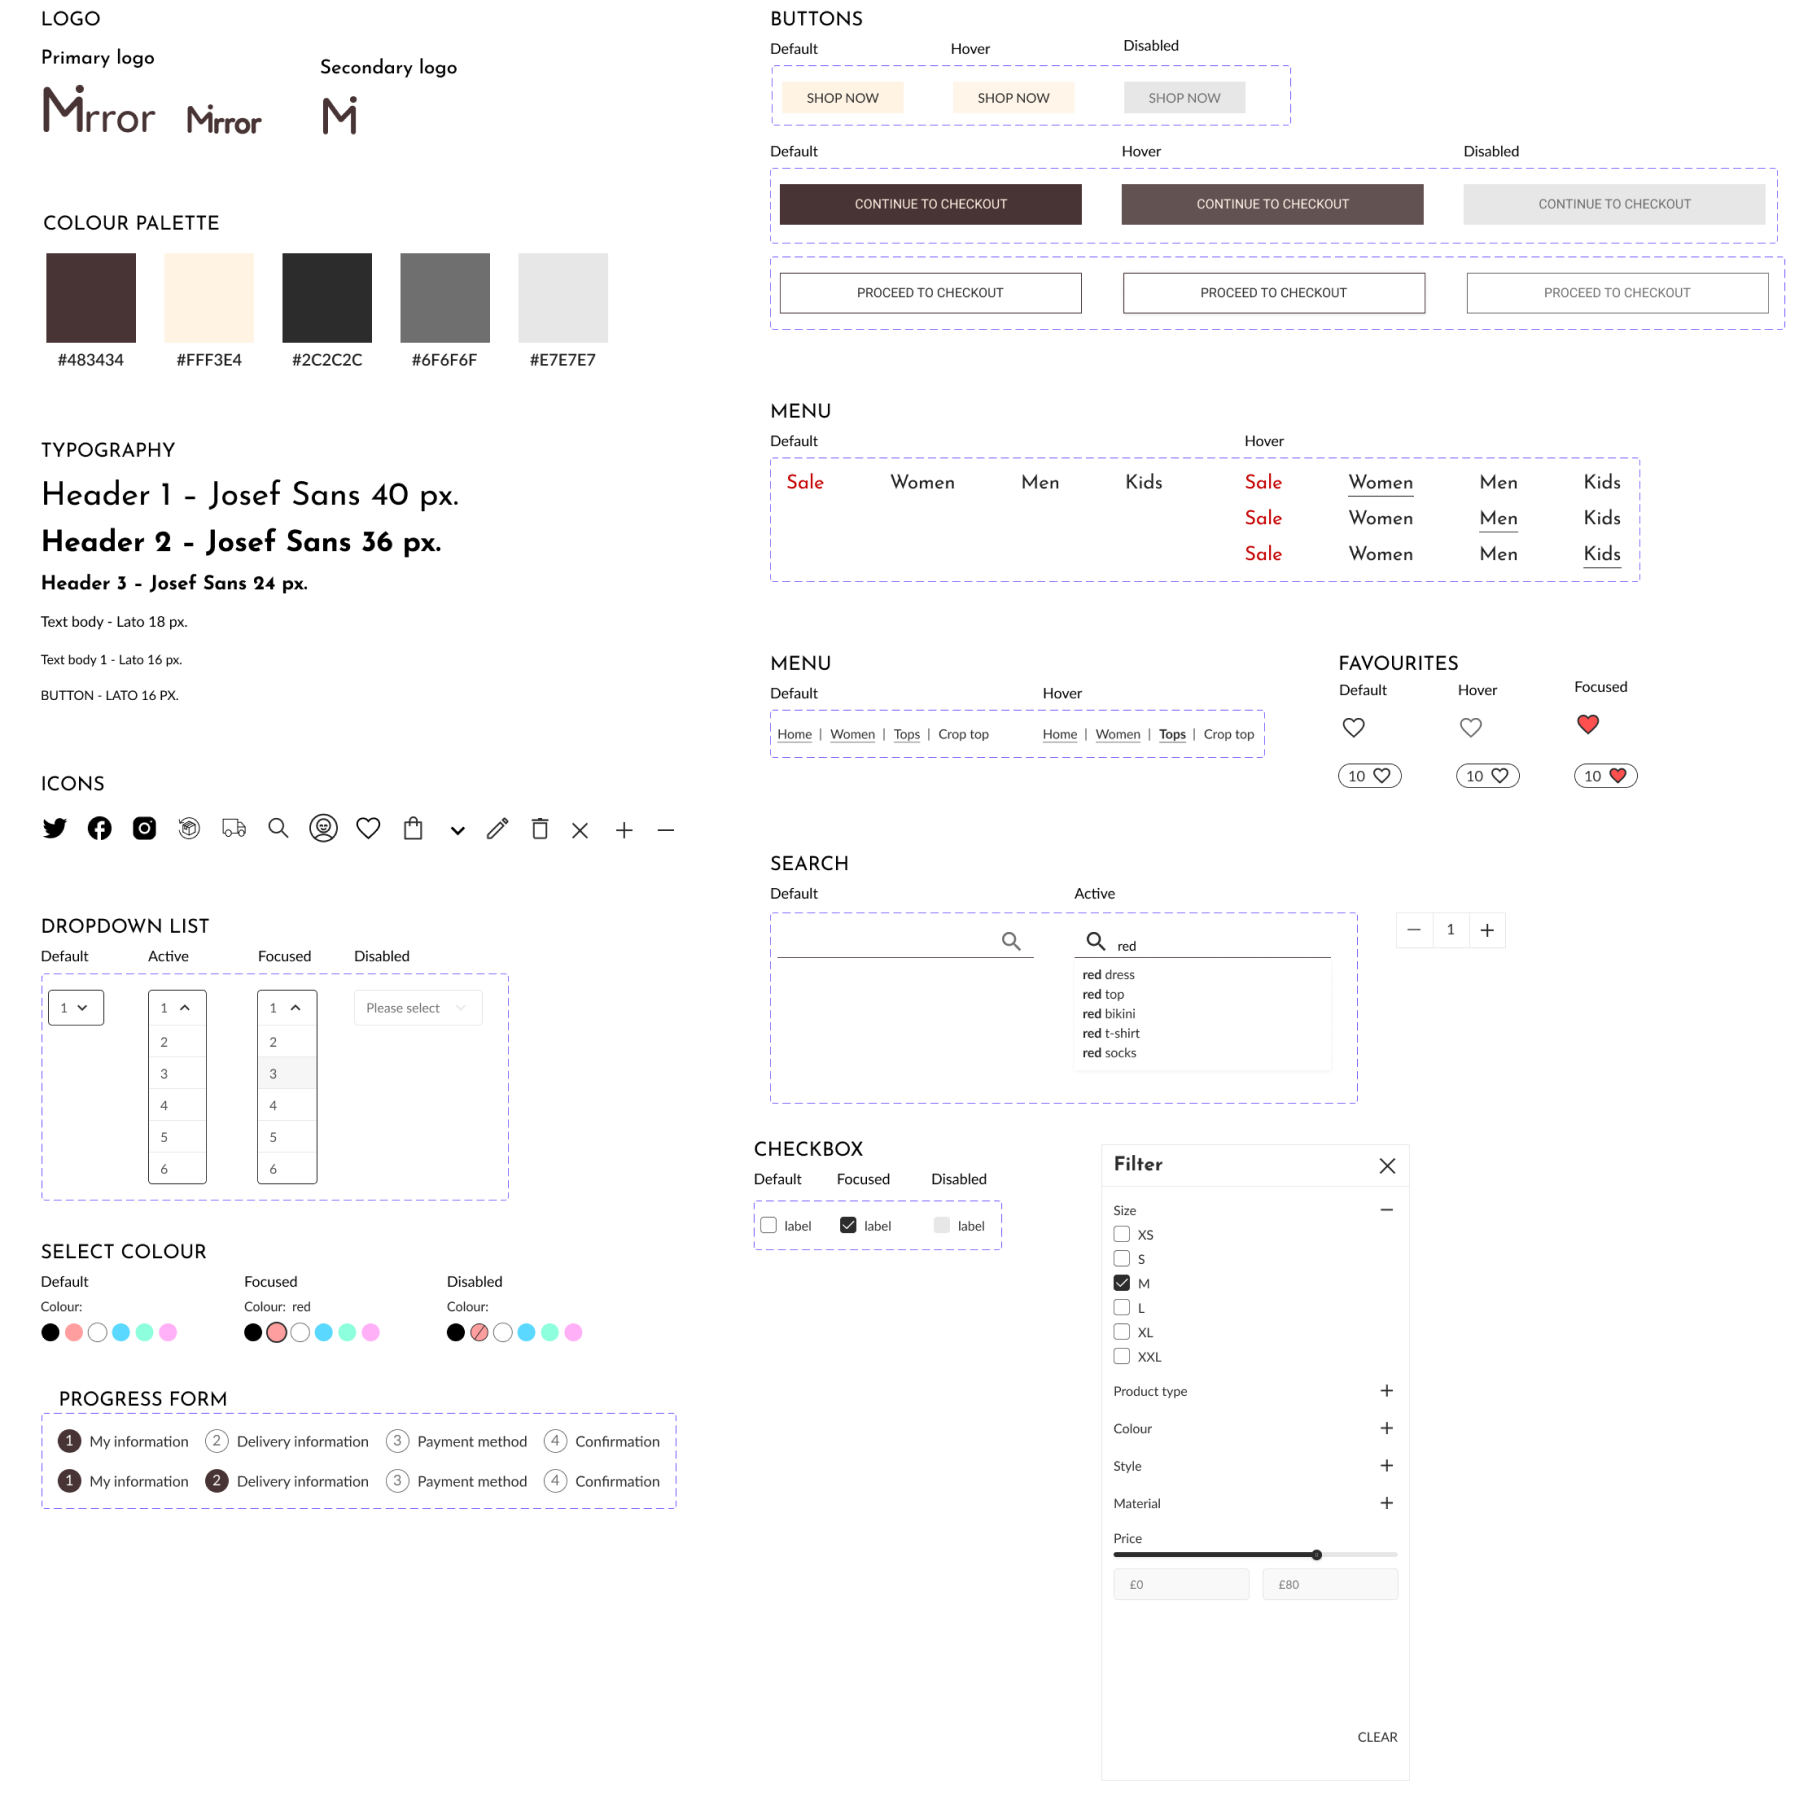 LOGO
Primary logo
Secondary logo
Mirror
Mirror
M
COLOUR PALETTE
#483434 #FFF3E4 #2C2C2C #6F6F6F #E7E7E7
TYPOGRAPHY
Header 1 – Josef Sans 40 px.
Header 2 – Josef Sans 36 px.
Header 3 – Josef Sans 24 px.
Text body - Lato 18 px.
Text body 1 - Lato 16 px.
BUTTON - LATO 16 PX.
ICONS
DROPDOWN LIST
Default Active Focused Disabled
1 1 1 Please select
2 2
3 3
4 4
5 5
6 6
SELECT COLOUR
Default Focused Disabled
Colour: Colour: red Colour:
PROGRESS FORM
1 My information 2 Delivery information 3 Payment method 4 Confirmation
1 My information 2 Delivery information 3 Payment method 4 Confirmation
BUTTONS
Default Hover Disabled
SHOP NOW SHOP NOW SHOP NOW
Default Hover Disabled
CONTINUE TO CHECKOUT CONTINUE TO CHECKOUT CONTINUE TO CHECKOUT
PROCEED TO CHECKOUT PROCEED TO CHECKOUT PROCEED TO CHECKOUT
MENU
Default Hover
Sale Women Men Kids Sale Women Men Kids
Sale Women Men Kids
Sale Women Men Kids
MENU
Default Hover
Home | Women | Tops | Crop top Home | Women | Tops | Crop top
FAVOURITES
Default Hover Focused
10 10 10
SEARCH
Default Active
red
red dress
red top
red bikini
red t-shirt
red socks
1
CHECKBOX
Default Focused Disabled
label label label
Filter
Size
XS
S
M
L
XL
XXL
Product type
Colour
Style
Material
Price
£0 £80
CLEAR